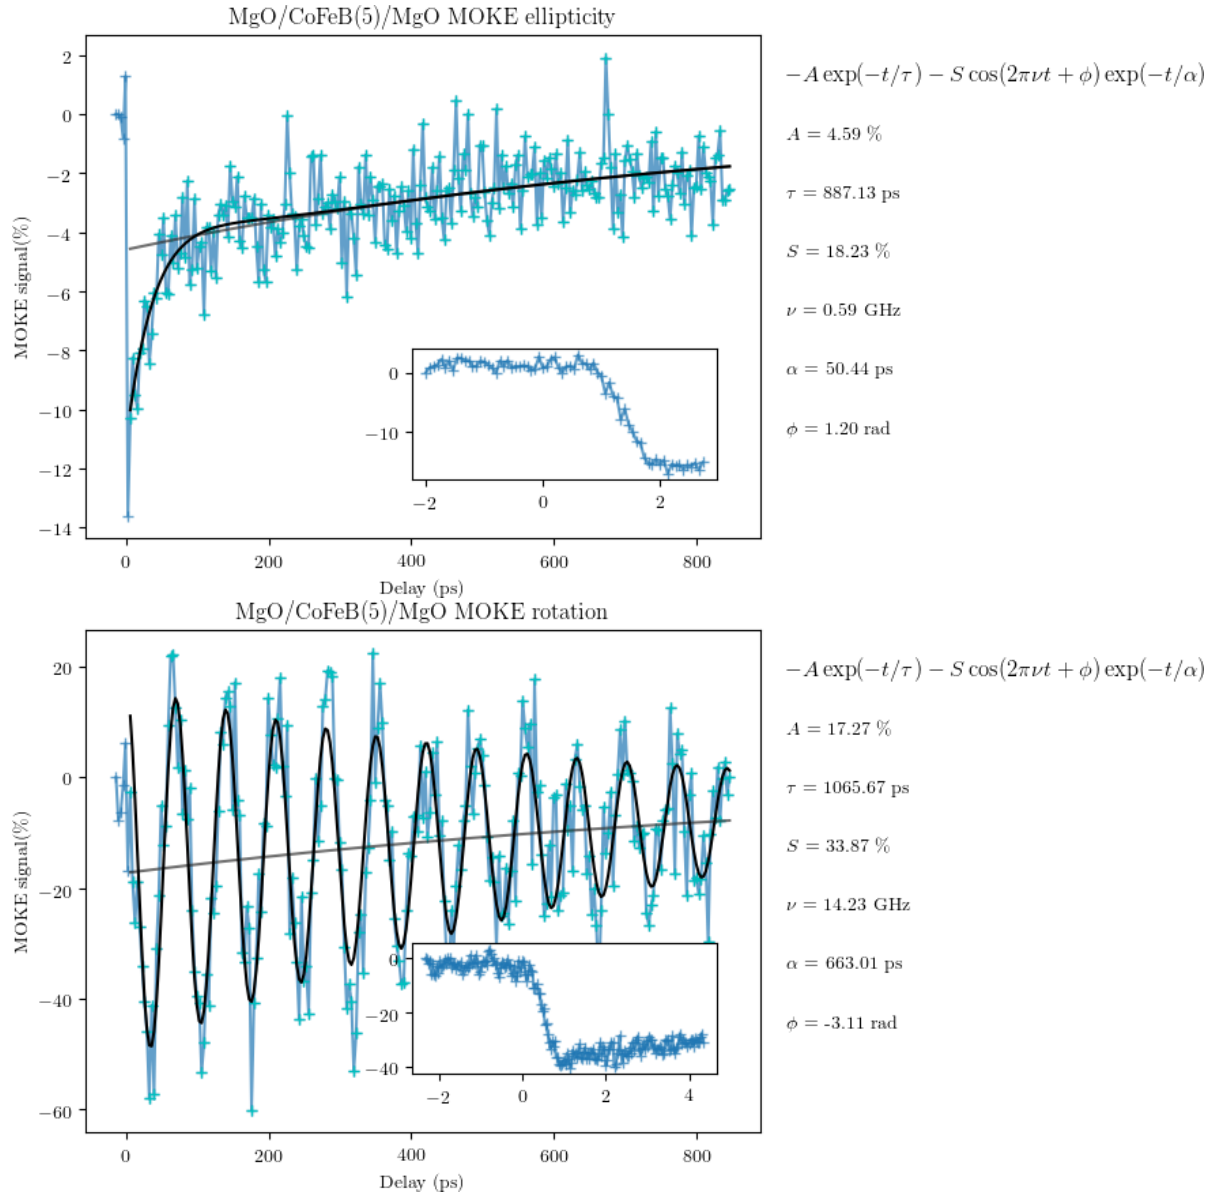 MgO/CoFeB(5)/MgO MOKE ellipticity
MOKE signal(%)
2
0
−2
−4
−6
−8
−10
−12
−14
0 200 400 600 800
Delay (ps)
0
−10
−2 0 2
−A exp(−t/τ) − S cos(2πνt + ϕ) exp(−t/α)
A = 4.59 %
τ = 887.13 ps
S = 18.23 %
ν = 0.59 GHz
α = 50.44 ps
ϕ = 1.20 rad
MgO/CoFeB(5)/MgO MOKE rotation
MOKE signal(%)
20
0
−20
−40
−60
0 200 400 600 800
Delay (ps)
0
−20
−40
−2 0 2 4
−A exp(−t/τ) − S cos(2πνt + ϕ) exp(−t/α)
A = 17.27 %
τ = 1065.67 ps
S = 33.87 %
ν = 14.23 GHz
α = 663.01 ps
ϕ = -3.11 rad